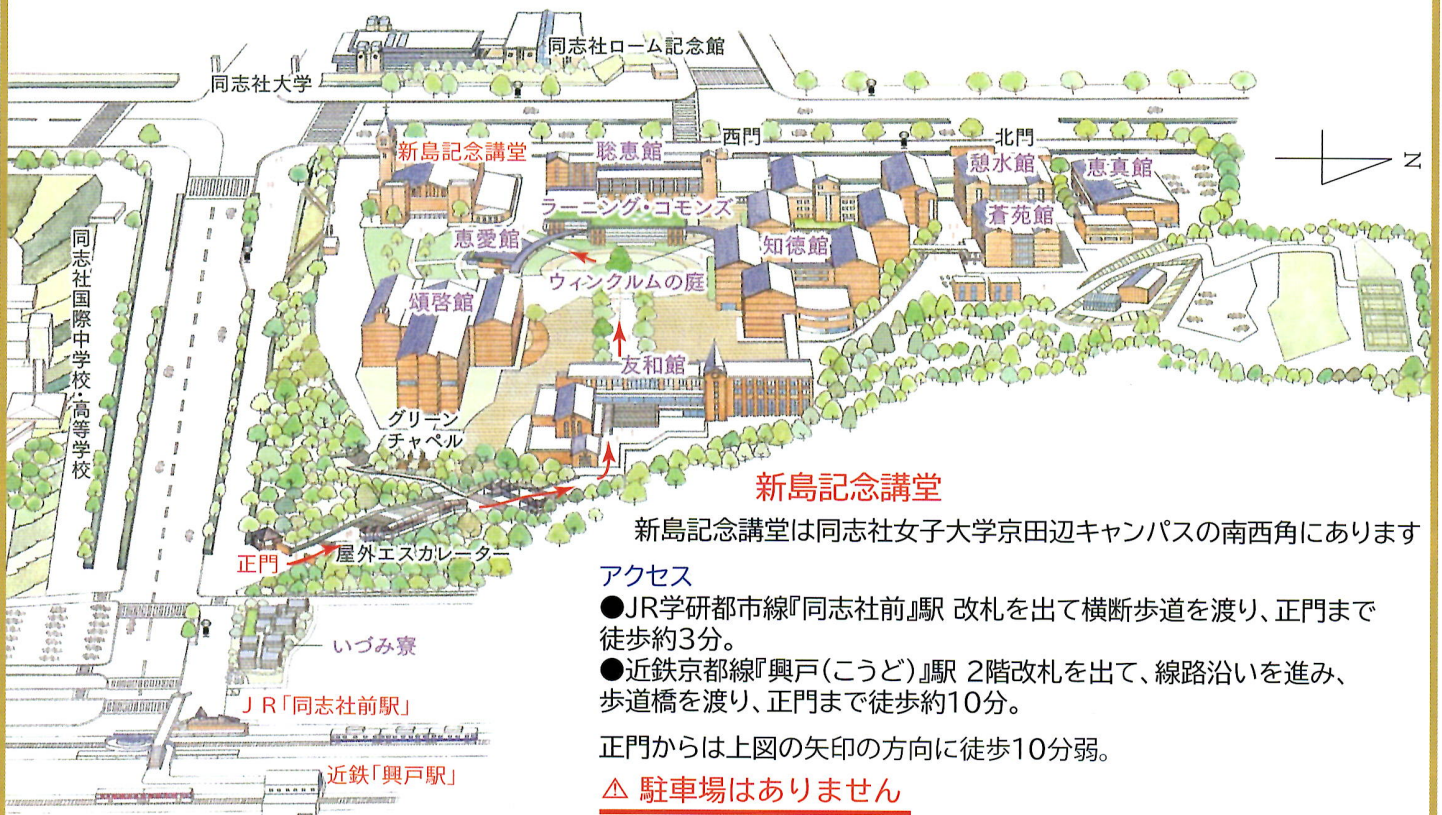 同志社ローム記念館
同志社大学
西門
北門
新島記念講堂
聡恵館
憩水館
恵真館
N
ラーニング・コモンズ
蒼苑館
恵愛館
知徳館
ウィンクルムの庭
頌啓館
同志社国際中学校・高等学校
友和館
グリーン
チャペル
正門
屋外エスカレーター
いづみ寮
JR「同志社前駅」
近鉄「興戸駅」
新島記念講堂
新島記念講堂は同志社女子大学京田辺キャンパスの南西角にあります
アクセス
●JR学研都市線『同志社前』駅 改札を出て横断歩道を渡り、正門まで
徒歩約3分。
●近鉄京都線『興戸(こうど)』駅 2階改札を出て、線路沿いを進み、
歩道橋を渡り、正門まで徒歩約10分。
正門からは上図の矢印の方向に徒歩10分弱。
⚠ 駐車場はありません